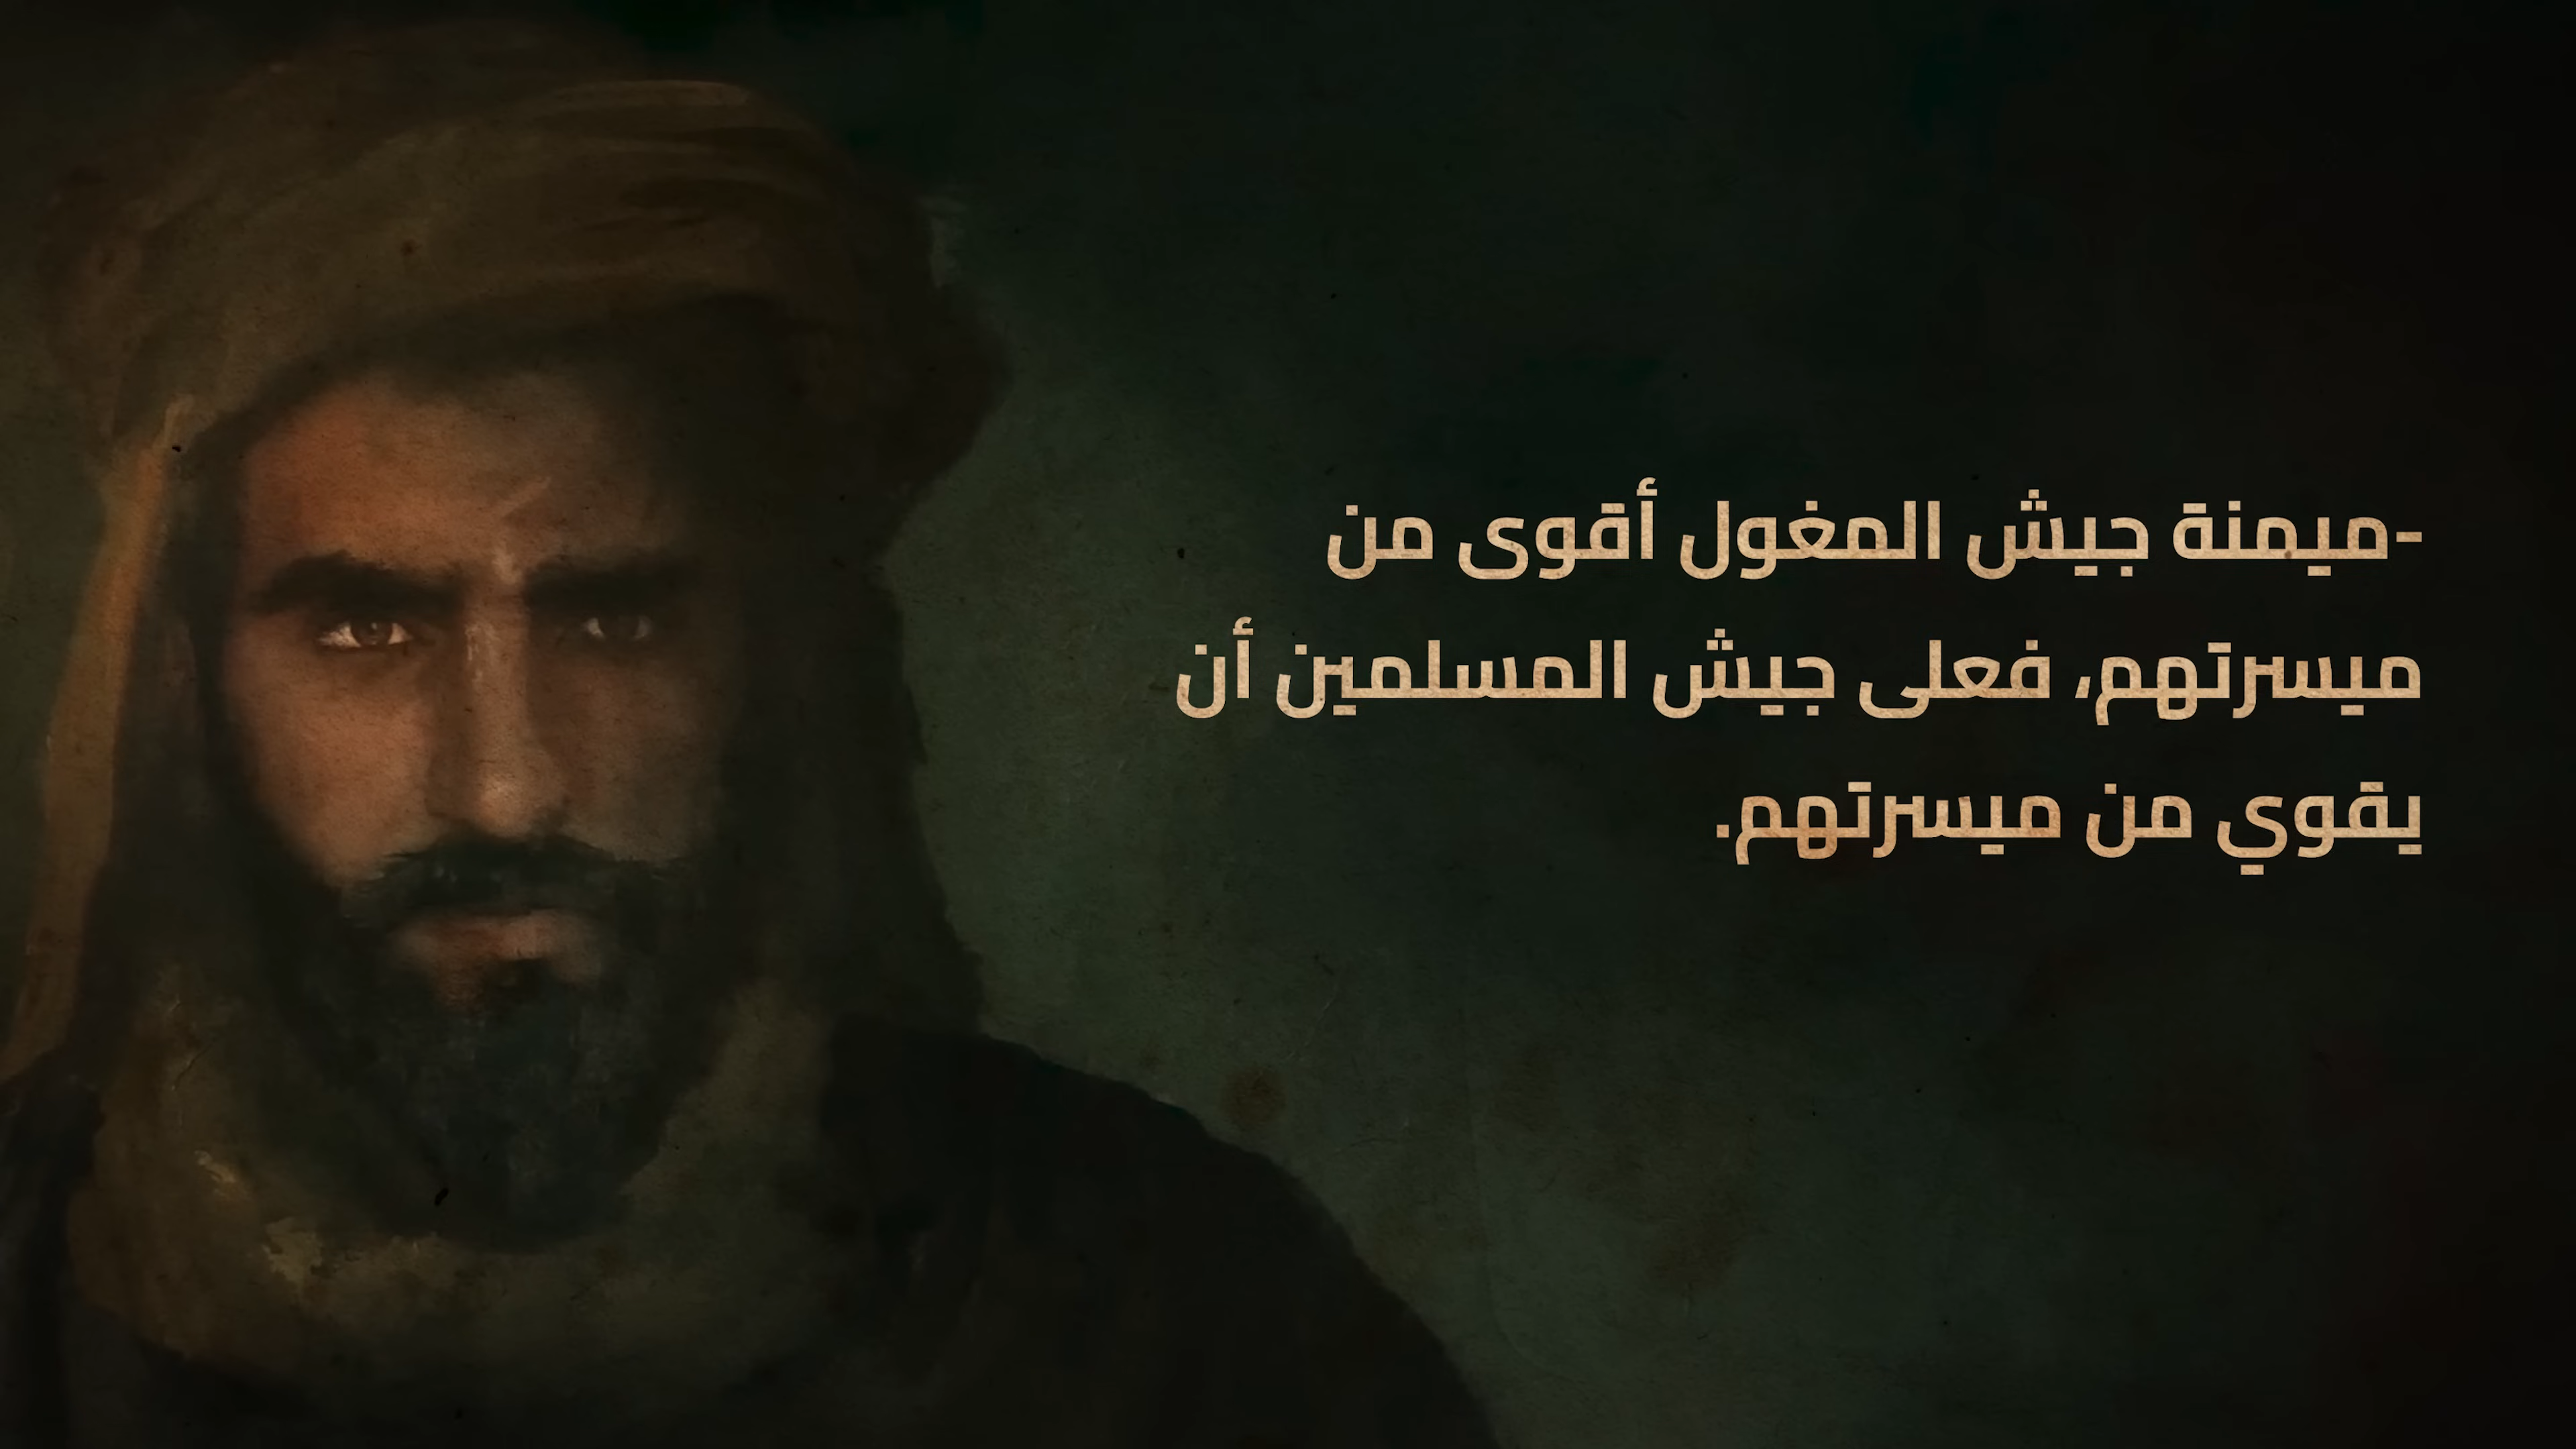 -ميمنة جيش المغول أقوى من
ميسرتهم، فعلى جيش المسلمين أن
يقوي من ميسرتهم.